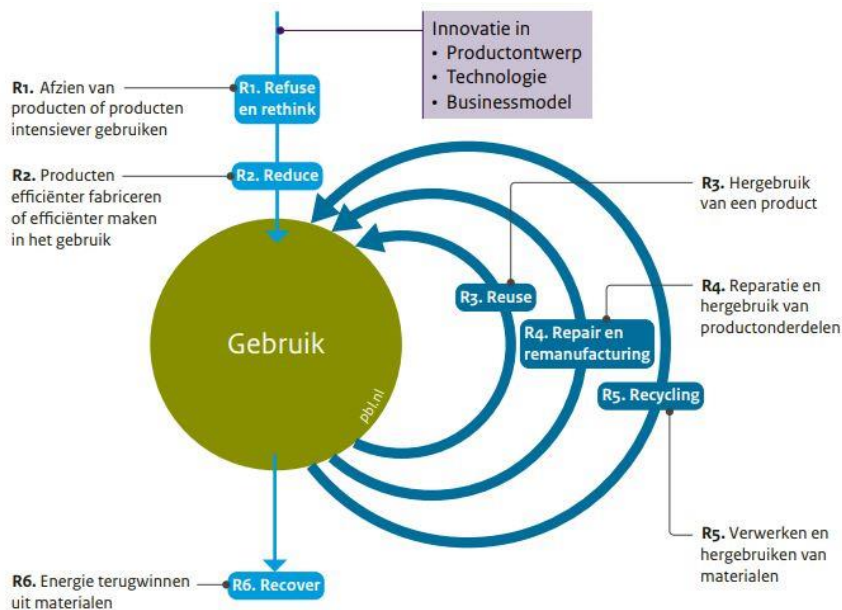 Innovatie in
• Productontwerp
• Technologie
• Businessmodel
R1. Afzien van
producten of producten
intensiever gebruiken
R1. Refuse
en rethink
R2. Producten
efficiënter fabriceren
of efficiënter maken
in het gebruik
R2. Reduce
R3. Hergebruik
van een product
R3. Reuse
R4. Reparatie en
hergebruik van
productonderdelen
R4. Repair en
remanufacturing
Gebruik
pbl.nl
R5. Recycling
R5. Verwerken en
hergebruiken van
materialen
R6. Energie terugwinnen
uit materialen
R6. Recover